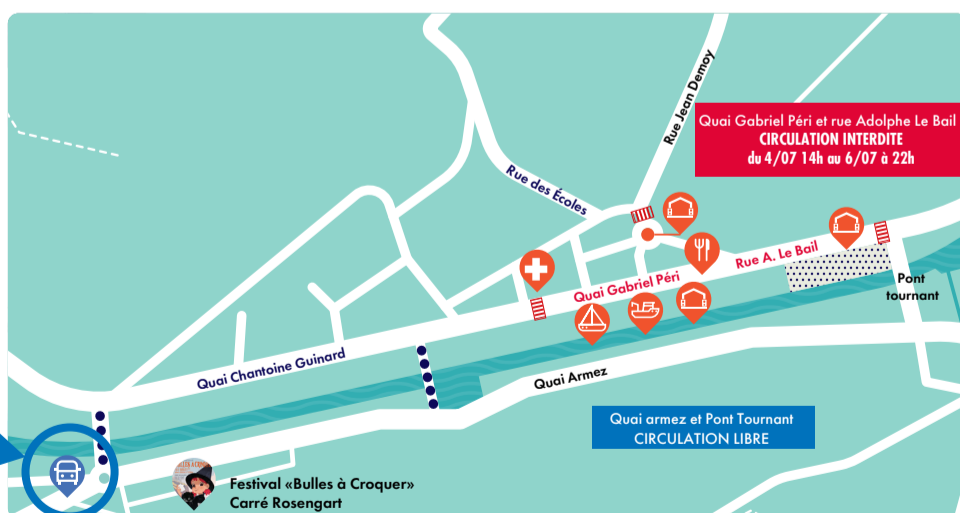 Rue Jean Demoy
Quai Gabriel Péri et rue Adolphe Le Bail
CIRCULATION INTERDITE
du 4/07 14h au 6/07 à 22h
Rue des Écoles
Rue A. Le Bail
Quai Gabriel Péri
Pont
tournant
Quai Chantoine Guinard
Quai Armez
Quai armez et Pont Tournant
CIRCULATION LIBRE
Festival «Bulles à Croquer»
Carré Rosengart